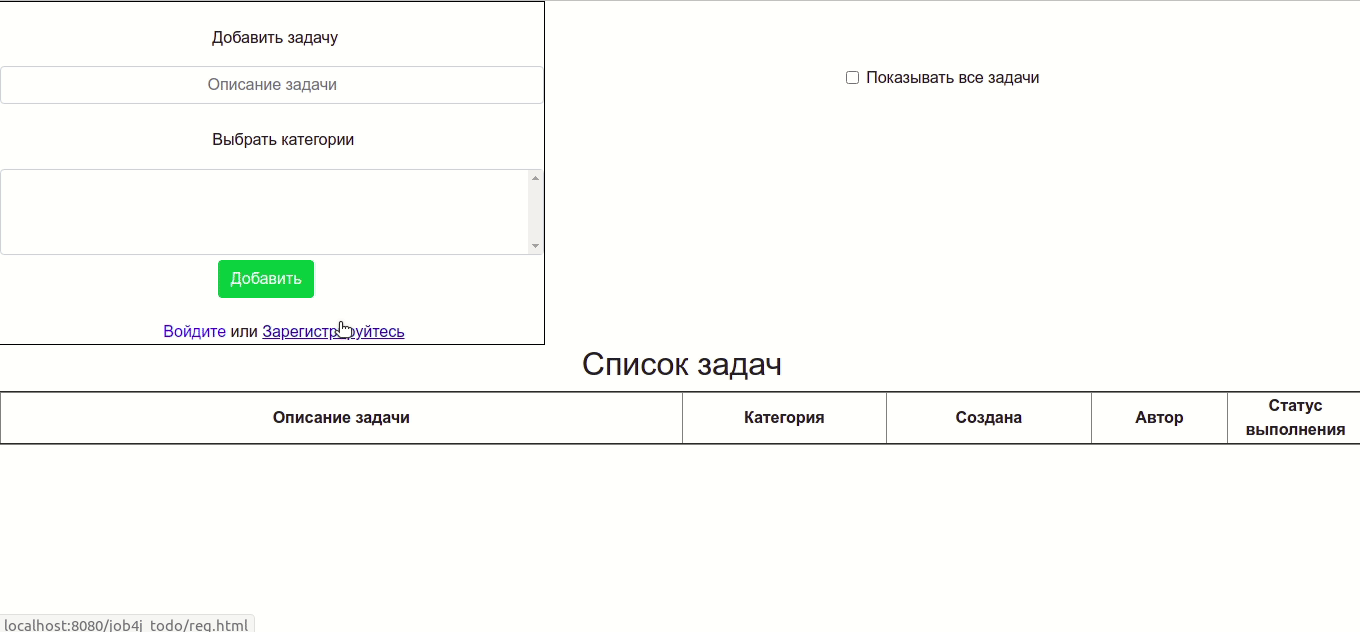 Добавить задачу
Описание задачи
Показывать все задачи
Выбрать категории
Добавить
Войдите или Зарегистрируйтесь
Список задач
Описание задачи
Категория
Создана
Автор
Статус
выполнения
localhost:8080/job4j_todo/reg.html